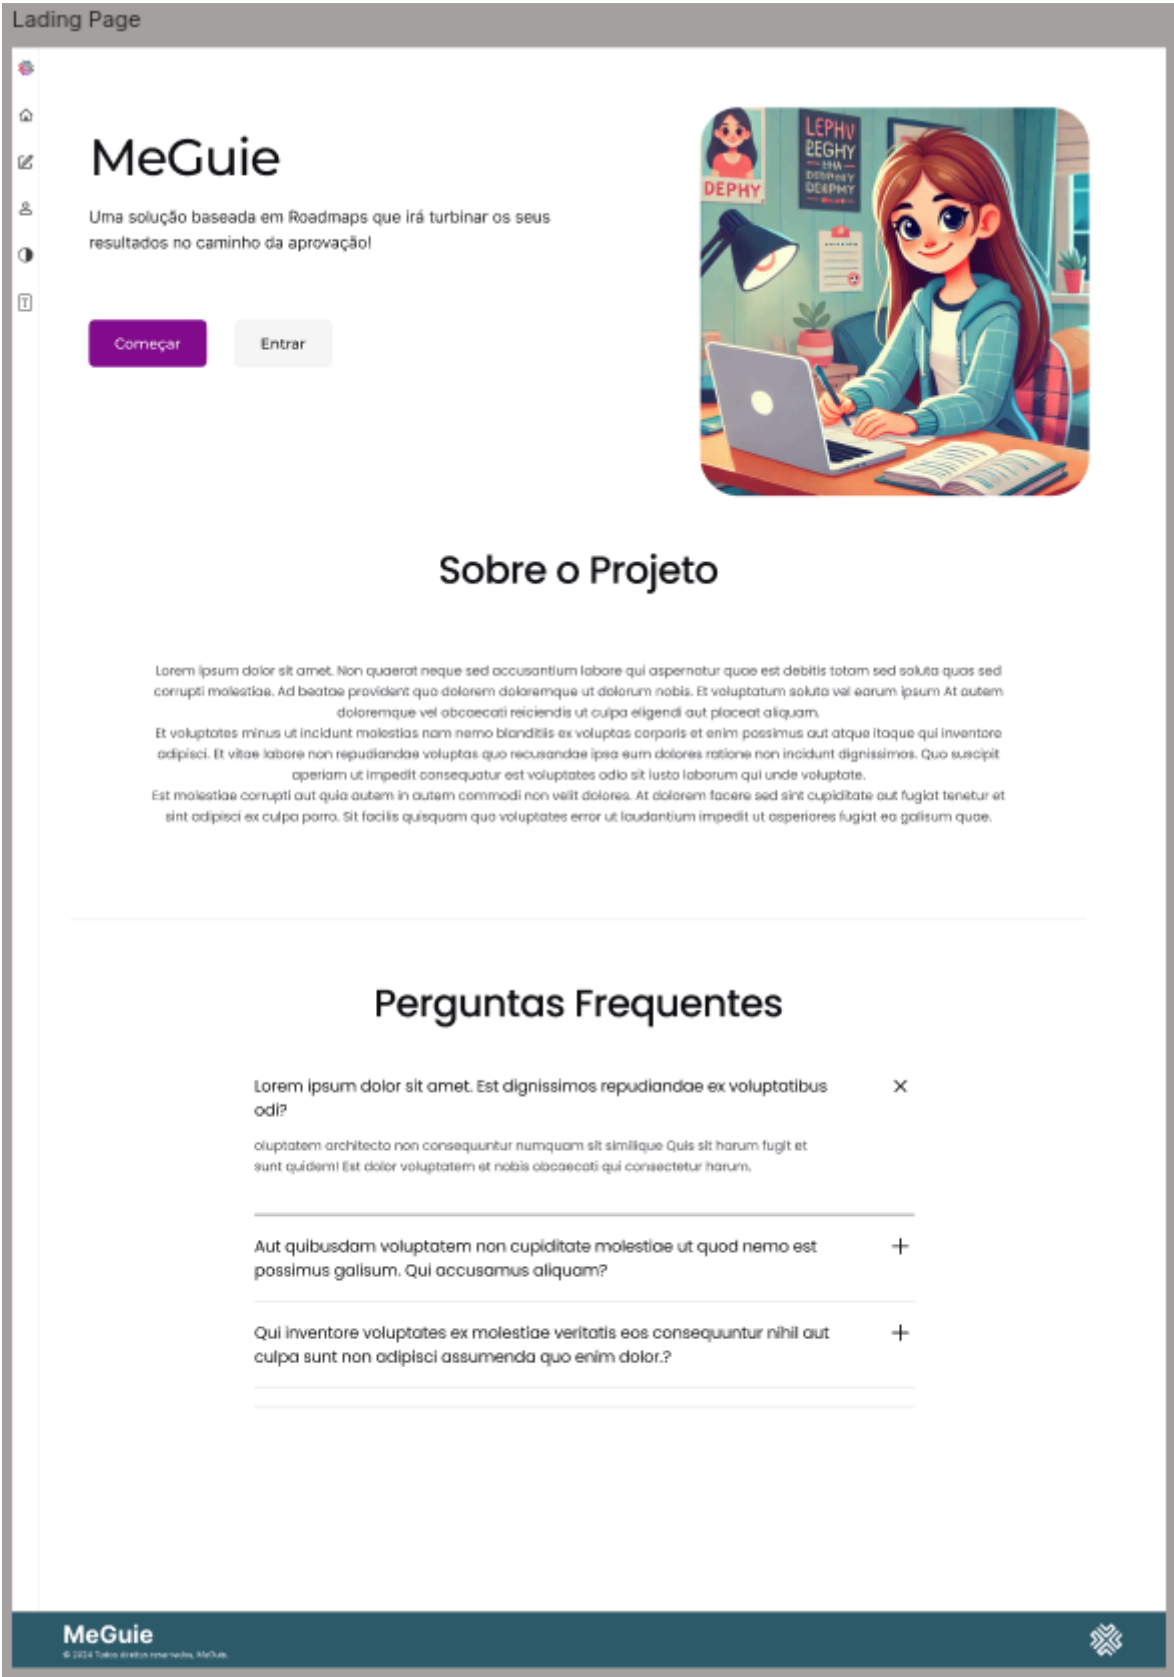 Lading Page
MeGuie
Uma solução baseada em Roadmaps que irá turbinar os seus
resultados no caminho da aprovação!
Começar
Entrar
DEPHY
LEPHV
REGHY
Sobre o Projeto
Lorem ipsum dolor sit amet. Non quaerat neque sed accusantium labore qui aspernatur quae est debitis totam sed soluta quas sed
corrupti molestiae. Ad beatae provident quo dolorem doloremque ut dolorum nobis. Et voluptatum soluta vel earum ipsum At autem
doloremque vel obcaecati reiciendis ut culpa eligendi aut placeat aliquam.
Et voluptates minus ut incidunt molestias nam nemo blanditiis ex voluptas corporis et enim possimus aut atque itaque qui inventore
adipisci. Et vitae labore non repudiandae voluptas quo recusandae ipsa eum dolores ratione non incidunt dignissimos. Quo suscipit
aperiam ut impedit consequatur est voluptates odio sit iusto laborum qui unde voluptate.
Est molestiae corrupti aut quia autem in autem commodi non velit dolores. At dolorem facere sed sint cupiditate aut fugiat tenetur et
sint adipisci ex culpa porro. Sit facilis quisquam quo voluptates error ut laudantium impedit ut asperiores fugiat ea galisum quae.
Perguntas Frequentes
Lorem ipsum dolor sit amet. Est dignissimos repudiandae ex voluptatibus
odi?
oluptatem architecto non consequuntur numquam sit similique Quis sit harum fugit et
sunt quidem! Est dolor voluptatem et nobis obcaecati qui consectetur harum.
Aut quibusdam voluptatem non cupiditate molestiae ut quod nemo est
possimus galisum. Qui accusamus aliquam?
Qui inventore voluptates ex molestiae veritatis eos consequuntur nihil aut
culpa sunt non adipisci assumenda quo enim dolor.?
MeGuie
© 2024 Todos direitos reservados, MeGuie.